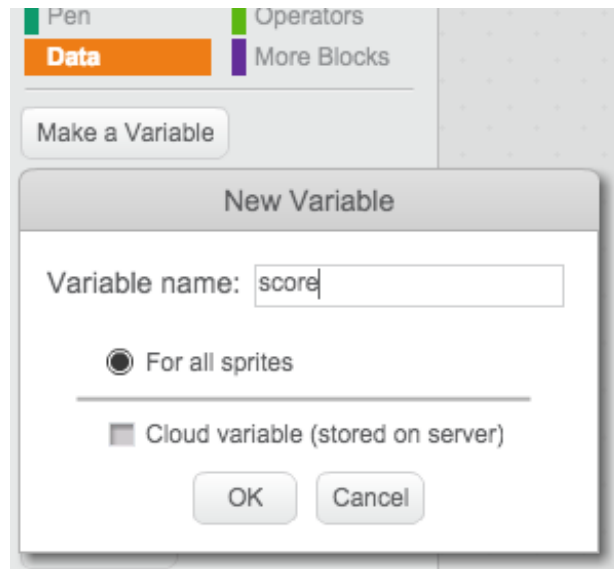 Pen Operators
Data More Blocks
Make a Variable
New Variable
Variable name: score
For all sprites
Cloud variable (stored on server)
OK Cancel